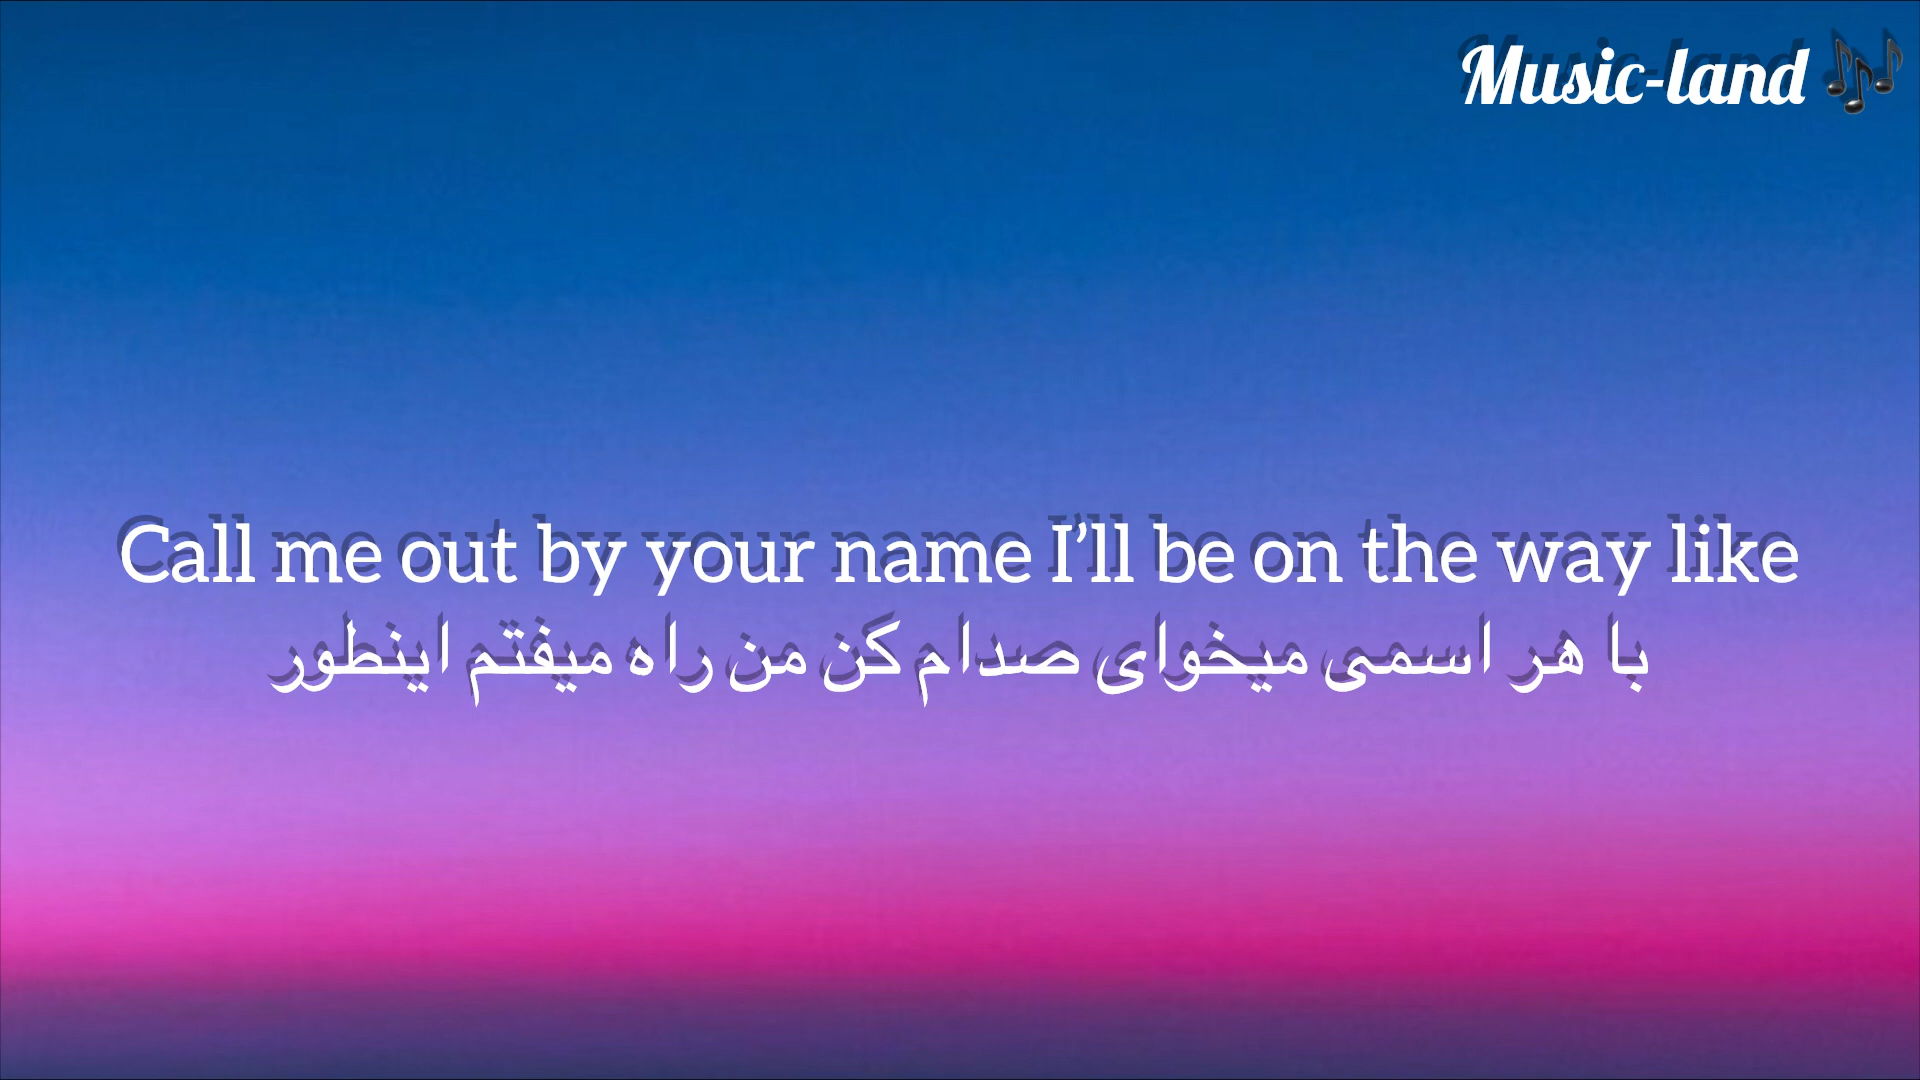 Music-land 🎶
Call me out by your name I’ll be on the way like
با هر اسمی میخوای صدام کن من راه میفتم اینطور